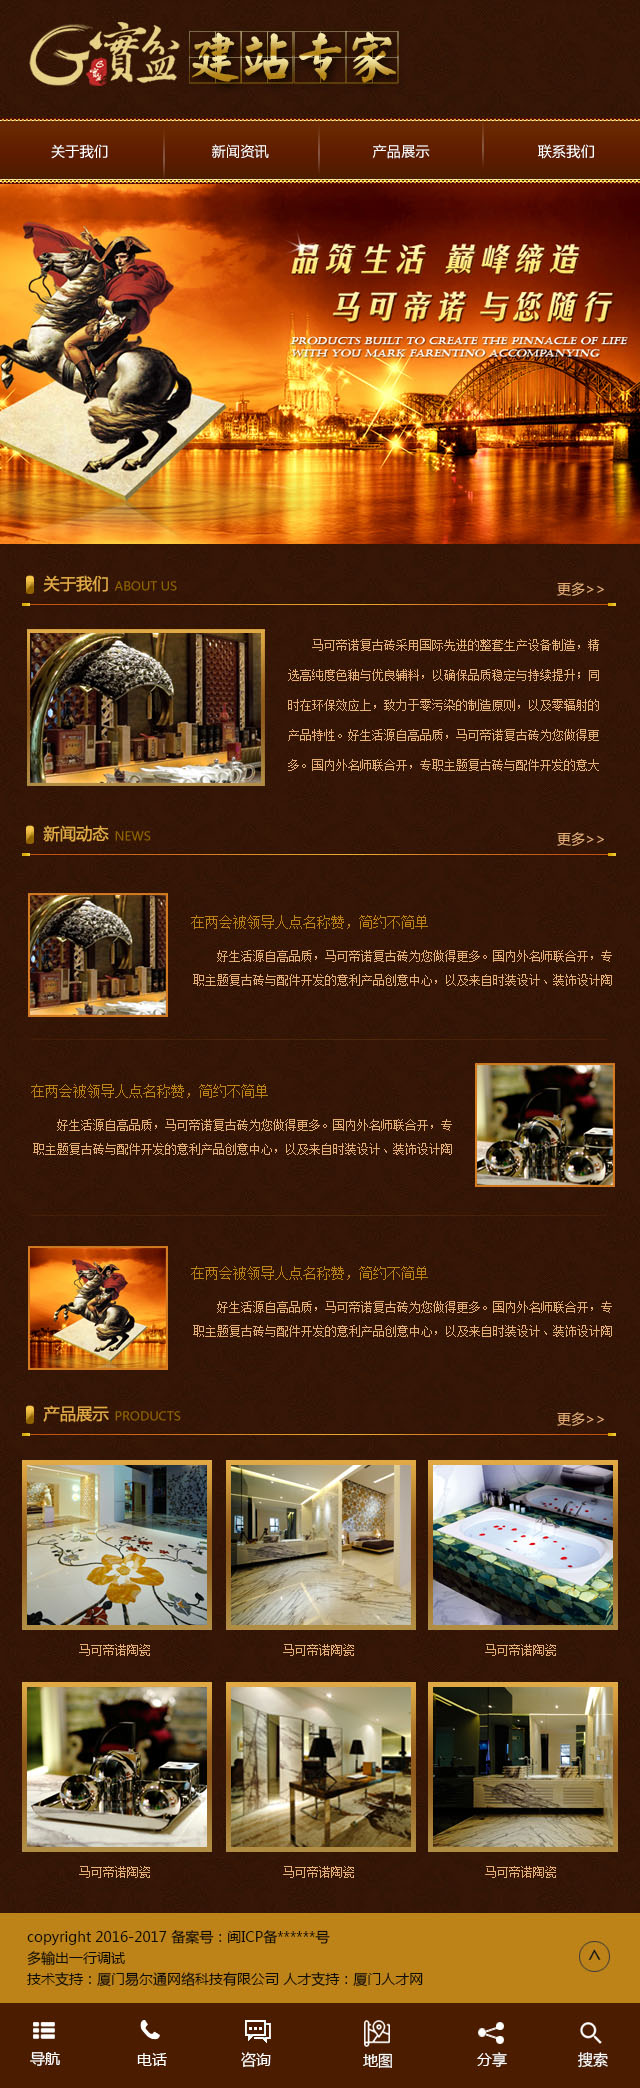 G寶盆 建站专家
关于我们 新闻资讯 产品展示 联系我们
品筑生活 巅峰缔造
马可帝诺 与您随行
PRODUCTS BUILT TO CREATE THE PINNACLE OF LIFE
WITH YOU MARK FARENTINO ACCOMPANYING
关于我们 ABOUT US 更多>>
马可帝诺复古砖采用国际先进的整套生产设备制造，精
选高纯度色釉与优良辅料，以确保品质稳定与持续提升；同
时在环保效应上，致力于零污染的制造原则，以及零辐射的
产品特性。好生活源自高品质，马可帝诺复古砖为您做得更
多。国内外名师联合开，专职主题复古砖与配件开发的意大
新闻动态 NEWS 更多>>
在两会被领导人点名称赞，简约不简单
好生活源自高品质，马可帝诺复古砖为您做得更多。国内外名师联合开，专
职主题复古砖与配件开发的意利产品创意中心，以及来自时装设计、装饰设计陶
在两会被领导人点名称赞，简约不简单
好生活源自高品质，马可帝诺复古砖为您做得更多。国内外名师联合开，专
职主题复古砖与配件开发的意利产品创意中心，以及来自时装设计、装饰设计陶
在两会被领导人点名称赞，简约不简单
好生活源自高品质，马可帝诺复古砖为您做得更多。国内外名师联合开，专
职主题复古砖与配件开发的意利产品创意中心，以及来自时装设计、装饰设计陶
产品展示 PRODUCTS 更多>>
马可帝诺陶瓷 马可帝诺陶瓷 马可帝诺陶瓷
马可帝诺陶瓷 马可帝诺陶瓷 马可帝诺陶瓷
copyright 2016-2017 备案号：闽ICP备******号
多输出一行调试
技术支持：厦门易尔通网络科技有限公司 人才支持：厦门人才网
导航 电话 咨询 地图 分享 搜索